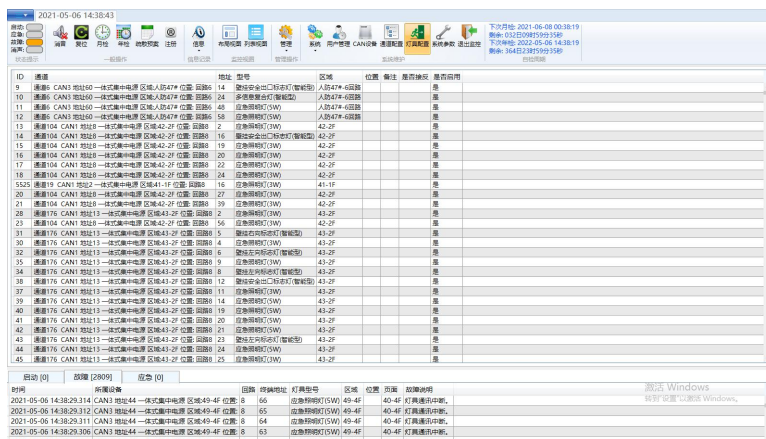 2021-05-06 14:38:43
启动:
应急:
故障:
消声:
消音 复位 月检 年检 疏散预案 注册 信息 布局视图 列表视图 管理 系统 用户管理 CAN设备 通道配置 灯具配置 系统参数 退出监控
下次月检: 2021-06-08 00:38:19
剩余: 032日09时59分35秒
下次年检: 2022-05-06 14:38:19
剩余: 364日23时59分35秒
状态提示 一般操作 信息记录 监控视图 管理操作 系统维护 自检周期
ID 通道 地址 型号 区域 位置 备注 是否接反 是否启用
9 通道6 CAN3 地址60 一体式集中电源 区域:人防47# 位置: 回路6 14 壁挂安全出口标志灯(智能型) 人防47#-6回路 是
10 通道6 CAN3 地址60 一体式集中电源 区域:人防47# 位置: 回路6 24 多信息复合灯(智能型) 人防47#-6回路 是
11 通道6 CAN3 地址60 一体式集中电源 区域:人防47# 位置: 回路6 48 应急照明灯(5W) 人防47#-6回路 是
12 通道6 CAN3 地址60 一体式集中电源 区域:人防47# 位置: 回路6 58 应急照明灯(5W) 人防47#-6回路 是
13 通道104 CAN1 地址8 一体式集中电源 区域:42-2F 位置: 回路8 2 应急照明灯(3W) 42-2F 是
14 通道104 CAN1 地址8 一体式集中电源 区域:42-2F 位置: 回路8 16 壁挂安全出口标志灯(智能型) 42-2F 是
15 通道104 CAN1 地址8 一体式集中电源 区域:42-2F 位置: 回路8 19 应急照明灯(3W) 42-2F 是
16 通道104 CAN1 地址8 一体式集中电源 区域:42-2F 位置: 回路8 20 应急照明灯(3W) 42-2F 是
17 通道104 CAN1 地址8 一体式集中电源 区域:42-2F 位置: 回路8 22 应急照明灯(3W) 42-2F 是
18 通道104 CAN1 地址8 一体式集中电源 区域:42-2F 位置: 回路8 24 应急照明灯(3W) 42-2F 是
5525 通道19 CAN1 地址2 一体式集中电源 区域:41-1F 位置: 回路8 16 应急照明灯(3W) 41-1F 是
20 通道104 CAN1 地址8 一体式集中电源 区域:42-2F 位置: 回路8 27 应急照明灯(3W) 42-2F 是
21 通道104 CAN1 地址8 一体式集中电源 区域:42-2F 位置: 回路8 39 应急照明灯(3W) 42-2F 是
28 通道176 CAN1 地址13 一体式集中电源 区域:43-2F 位置: 回路8 2 应急照明灯(3W) 43-2F 是
23 通道104 CAN1 地址8 一体式集中电源 区域:42-2F 位置: 回路8 56 应急照明灯(3W) 42-2F 是
31 通道176 CAN1 地址13 一体式集中电源 区域:43-2F 位置: 回路8 5 壁挂右向标志灯(智能型) 43-2F 是
30 通道176 CAN1 地址13 一体式集中电源 区域:43-2F 位置: 回路8 4 应急照明灯(3W) 43-2F 是
32 通道176 CAN1 地址13 一体式集中电源 区域:43-2F 位置: 回路8 6 壁挂左向标志灯(智能型) 43-2F 是
35 通道176 CAN1 地址13 一体式集中电源 区域:43-2F 位置: 回路8 9 应急照明灯(3W) 43-2F 是
34 通道176 CAN1 地址13 一体式集中电源 区域:43-2F 位置: 回路8 8 壁挂左向标志灯(智能型) 43-2F 是
38 通道176 CAN1 地址13 一体式集中电源 区域:43-2F 位置: 回路8 12 壁挂安全出口标志灯(智能型) 43-2F 是
37 通道176 CAN1 地址13 一体式集中电源 区域:43-2F 位置: 回路8 11 应急照明灯(5W) 43-2F 是
39 通道176 CAN1 地址13 一体式集中电源 区域:43-2F 位置: 回路8 14 应急照明灯(5W) 43-2F 是
40 通道176 CAN1 地址13 一体式集中电源 区域:43-2F 位置: 回路8 19 应急照明灯(3W) 43-2F 是
41 通道176 CAN1 地址13 一体式集中电源 区域:43-2F 位置: 回路8 20 应急照明灯(3W) 43-2F 是
42 通道176 CAN1 地址13 一体式集中电源 区域:43-2F 位置: 回路8 21 应急照明灯(3W) 43-2F 是
43 通道176 CAN1 地址13 一体式集中电源 区域:43-2F 位置: 回路8 23 壁挂左向标志灯(智能型) 43-2F 是
44 通道176 CAN1 地址13 一体式集中电源 区域:43-2F 位置: 回路8 24 应急照明灯(3W) 43-2F 是
45 通道176 CAN1 地址13 一体式集中电源 区域:43-2F 位置: 回路8 25 应急照明灯(3W) 43-2F 是
启动 [0] 故障 [2809] 应急 [0]
时间 所属设备 回路 终端地址 灯具型号 区域 位置 页面 故障说明
2021-05-06 14:38:29.314 CAN3 地址44 一体式集中电源 区域:49-4F 位置: 8 66 应急照明灯(5W) 49-4F 40-4F 灯具通讯中断。
2021-05-06 14:38:29.312 CAN3 地址44 一体式集中电源 区域:49-4F 位置: 8 65 应急照明灯(5W) 49-4F 40-4F 灯具通讯中断。
2021-05-06 14:38:29.311 CAN3 地址44 一体式集中电源 区域:49-4F 位置: 8 64 应急照明灯(5W) 49-4F 40-4F 灯具通讯中断。
2021-05-06 14:38:29.306 CAN3 地址44 一体式集中电源 区域:49-4F 位置: 8 63 应急照明灯(5W) 49-4F 40-4F 灯具通讯中断。
激活 Windows
转到"设置"以激活 Windows。